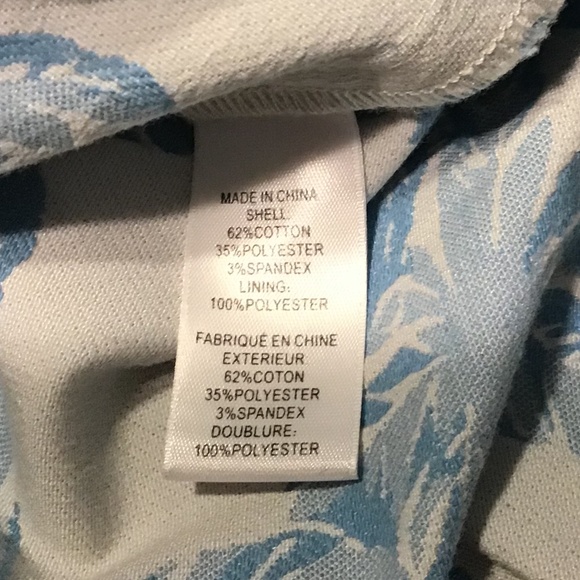 MADE IN CHINA
SHELL:
62%COTTON
35%POLYESTER
3%SPANDEX
LINING:
100%POLYESTER
FABRIQUÉ EN CHINE
EXTERIEUR
62%COTON
35%POLYESTER
3%SPANDEX
DOUBLURE:
100%POLYESTER